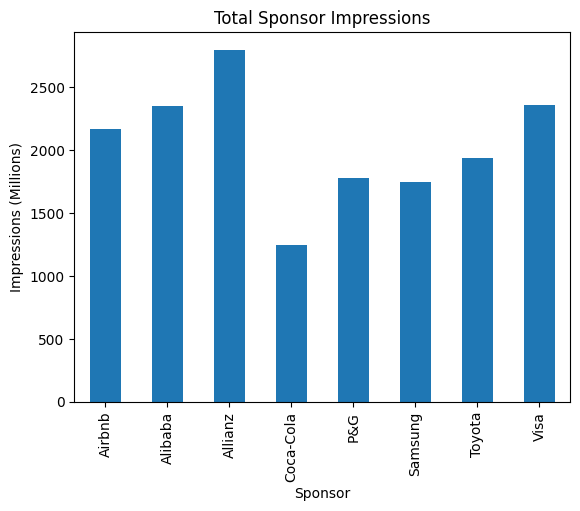 Total Sponsor Impressions
Impressions (Millions)
2500
2000
1500
1000
500
0
Airbnb
Alibaba
Allianz
Coca-Cola
P&G
Samsung
Toyota
Visa
Sponsor